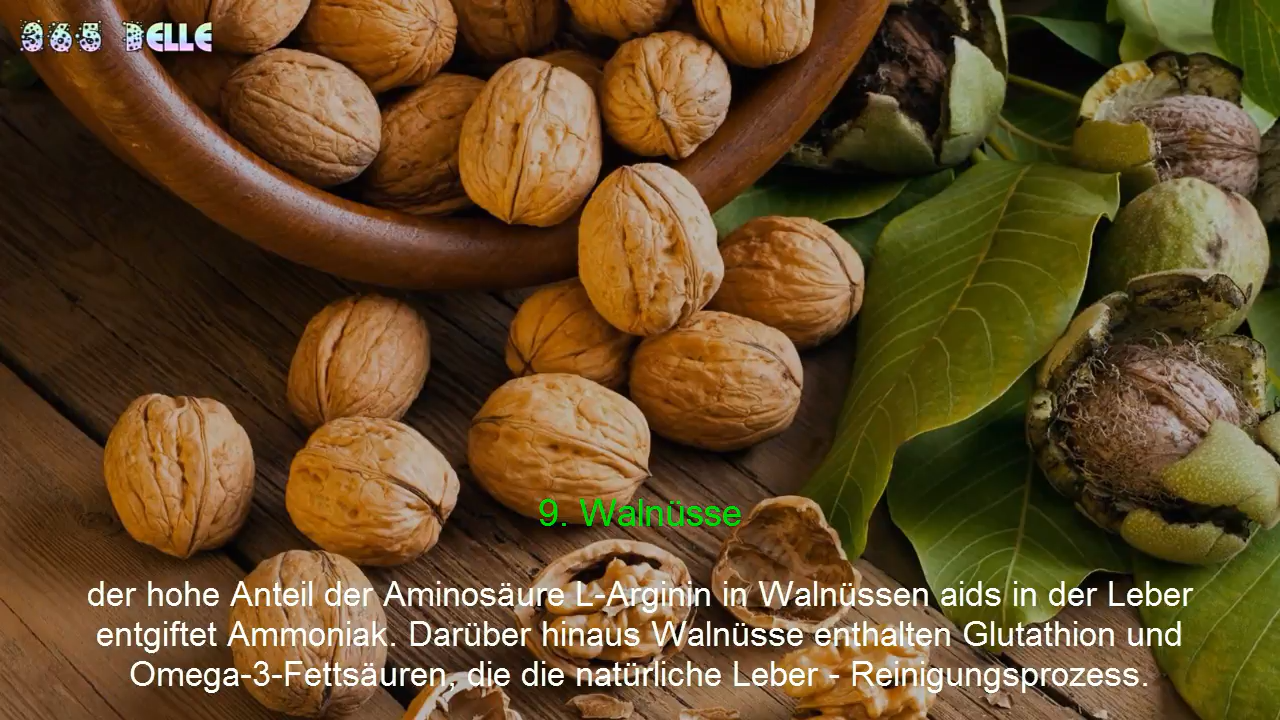 365 BELLE
9. Walnüsse
der hohe Anteil der Aminosäure L-Arginin in Walnüssen aids in der Leber
entgiftet Ammoniak. Darüber hinaus Walnüsse enthalten Glutathion und
Omega-3-Fettsäuren, die die natürliche Leber - Reinigungsprozess.